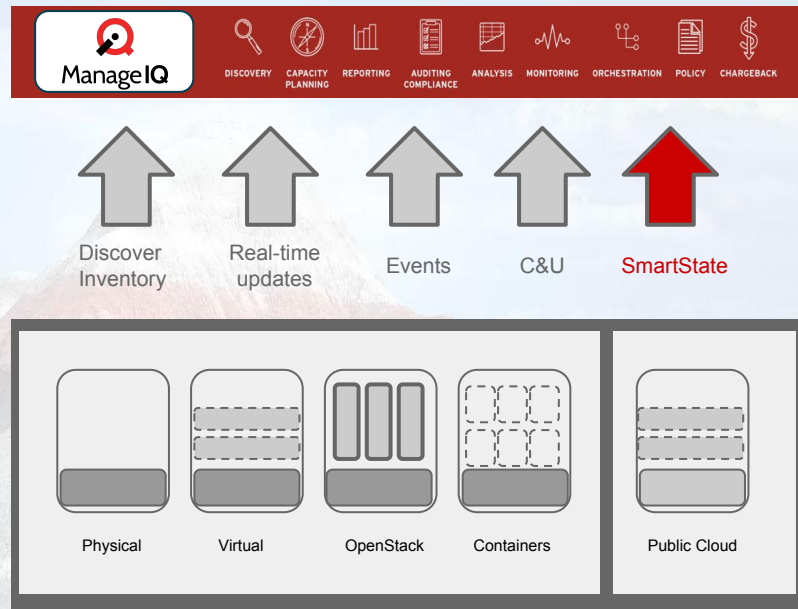 ManageIQ
DISCOVERY
CAPACITY
PLANNING
REPORTING
AUDITING
COMPLIANCE
ANALYSIS
MONITORING
ORCHESTRATION
POLICY
CHARGEBACK
Discover
Inventory
Real-time
updates
Events
C&U
SmartState
Physical
Virtual
OpenStack
Containers
Public Cloud